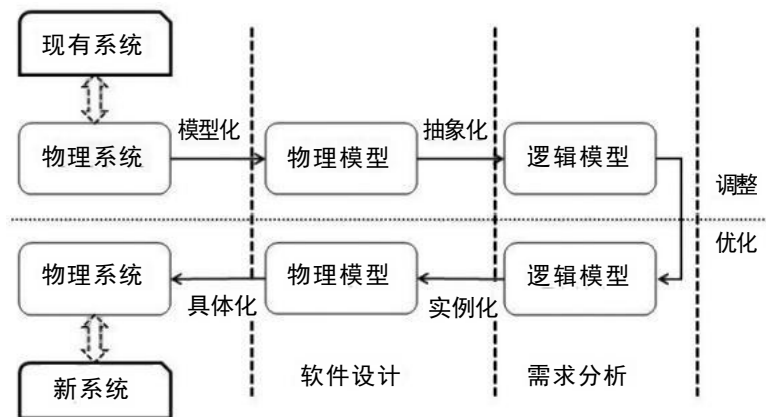 现有系统
模型化
抽象化
物理系统
物理模型
逻辑模型
调整
优化
物理系统
物理模型
逻辑模型
具体化
实例化
新系统
软件设计
需求分析